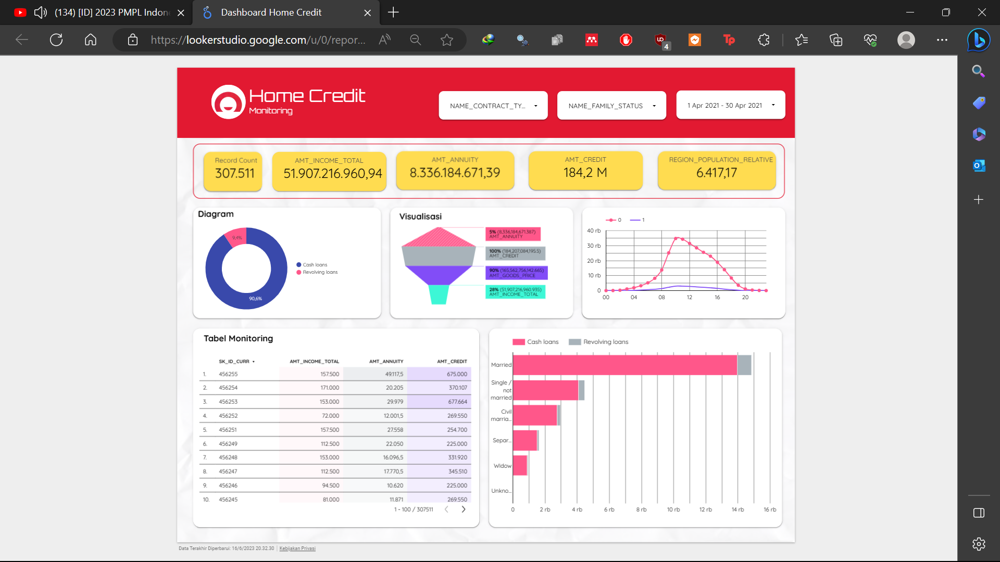 (134) [ID] 2023 PMPL Indon
Dashboard Home Credit
https://lookerstudio.google.com/u/0/repor...
4
Home Credit
Monitoring
NAME_CONTRACT_TY...
NAME_FAMILY_STATUS
1 Apr 2021 - 30 Apr 2021
Record Count
307.511
AMT_INCOME_TOTAL
51.907.216.960,94
AMT_ANNUITY
8.336.184.671,39
AMT_CREDIT
184,2 M
REGION_POPULATION_RELATIVE
6.417,17
Diagram
9,4%
90,6%
Cash loans
Revolving loans
Visualisasi
5% (8,336,184,671.387)
AMT_ANNUITY
100% (184,207,084,195.5)
AMT_CREDIT
90% (165,562,756,142.665)
AMT_GOODS_PRICE
28% (51,907,216,960.935)
AMT_INCOME_TOTAL
0 1
40 rb
30 rb
20 rb
10 rb
0
00 04 08 12 16 20
Tabel Monitoring
SK_ID_CURR AMT_INCOME_TOTAL AMT_ANNUITY AMT_CREDIT
1. 456255 157.500 49.117,5 675.000
2. 456254 171.000 20.205 370.107
3. 456253 153.000 29.979 677.664
4. 456252 72.000 12.001,5 269.550
5. 456251 157.500 27.558 254.700
6. 456249 112.500 22.050 225.000
7. 456248 153.000 16.096,5 331.920
8. 456247 112.500 17.770,5 345.510
9. 456246 94.500 10.620 225.000
10. 456245 81.000 11.871 269.550
1 - 100 / 307511
Cash loans Revolving loans
Married
Single /
not
married
Civil
marria...
Separ...
Widow
Unkno...
0 2 rb 4 rb 6 rb 8 rb 10 rb 12 rb 14 rb 16 rb
Data Terakhir Diperbarui: 16/6/2023 20.32.30 Kebijakan Privasi